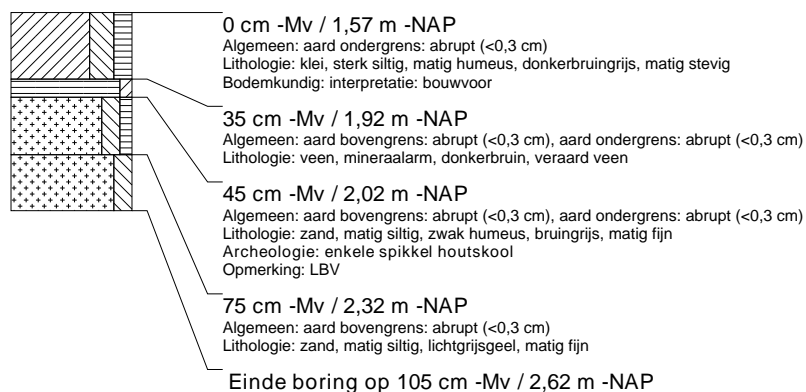 0 cm -Mv / 1,57 m -NAP
Algemeen: aard ondergrens: abrupt (<0,3 cm)
Lithologie: klei, sterk siltig, matig humeus, donkerbruingrijs, matig stevig
Bodemkundig: interpretatie: bouwvoor
35 cm -Mv / 1,92 m -NAP
Algemeen: aard bovengrens: abrupt (<0,3 cm), aard ondergrens: abrupt (<0,3 cm)
Lithologie: veen, mineraalarm, donkerbruin, veraard veen
45 cm -Mv / 2,02 m -NAP
Algemeen: aard bovengrens: abrupt (<0,3 cm), aard ondergrens: abrupt (<0,3 cm)
Lithologie: zand, matig siltig, zwak humeus, bruingrijs, matig fijn
Archeologie: enkele spikkel houtskool
Opmerking: LBV
75 cm -Mv / 2,32 m -NAP
Algemeen: aard bovengrens: abrupt (<0,3 cm)
Lithologie: zand, matig siltig, lichtgrijsgeel, matig fijn
Einde boring op 105 cm -Mv / 2,62 m -NAP